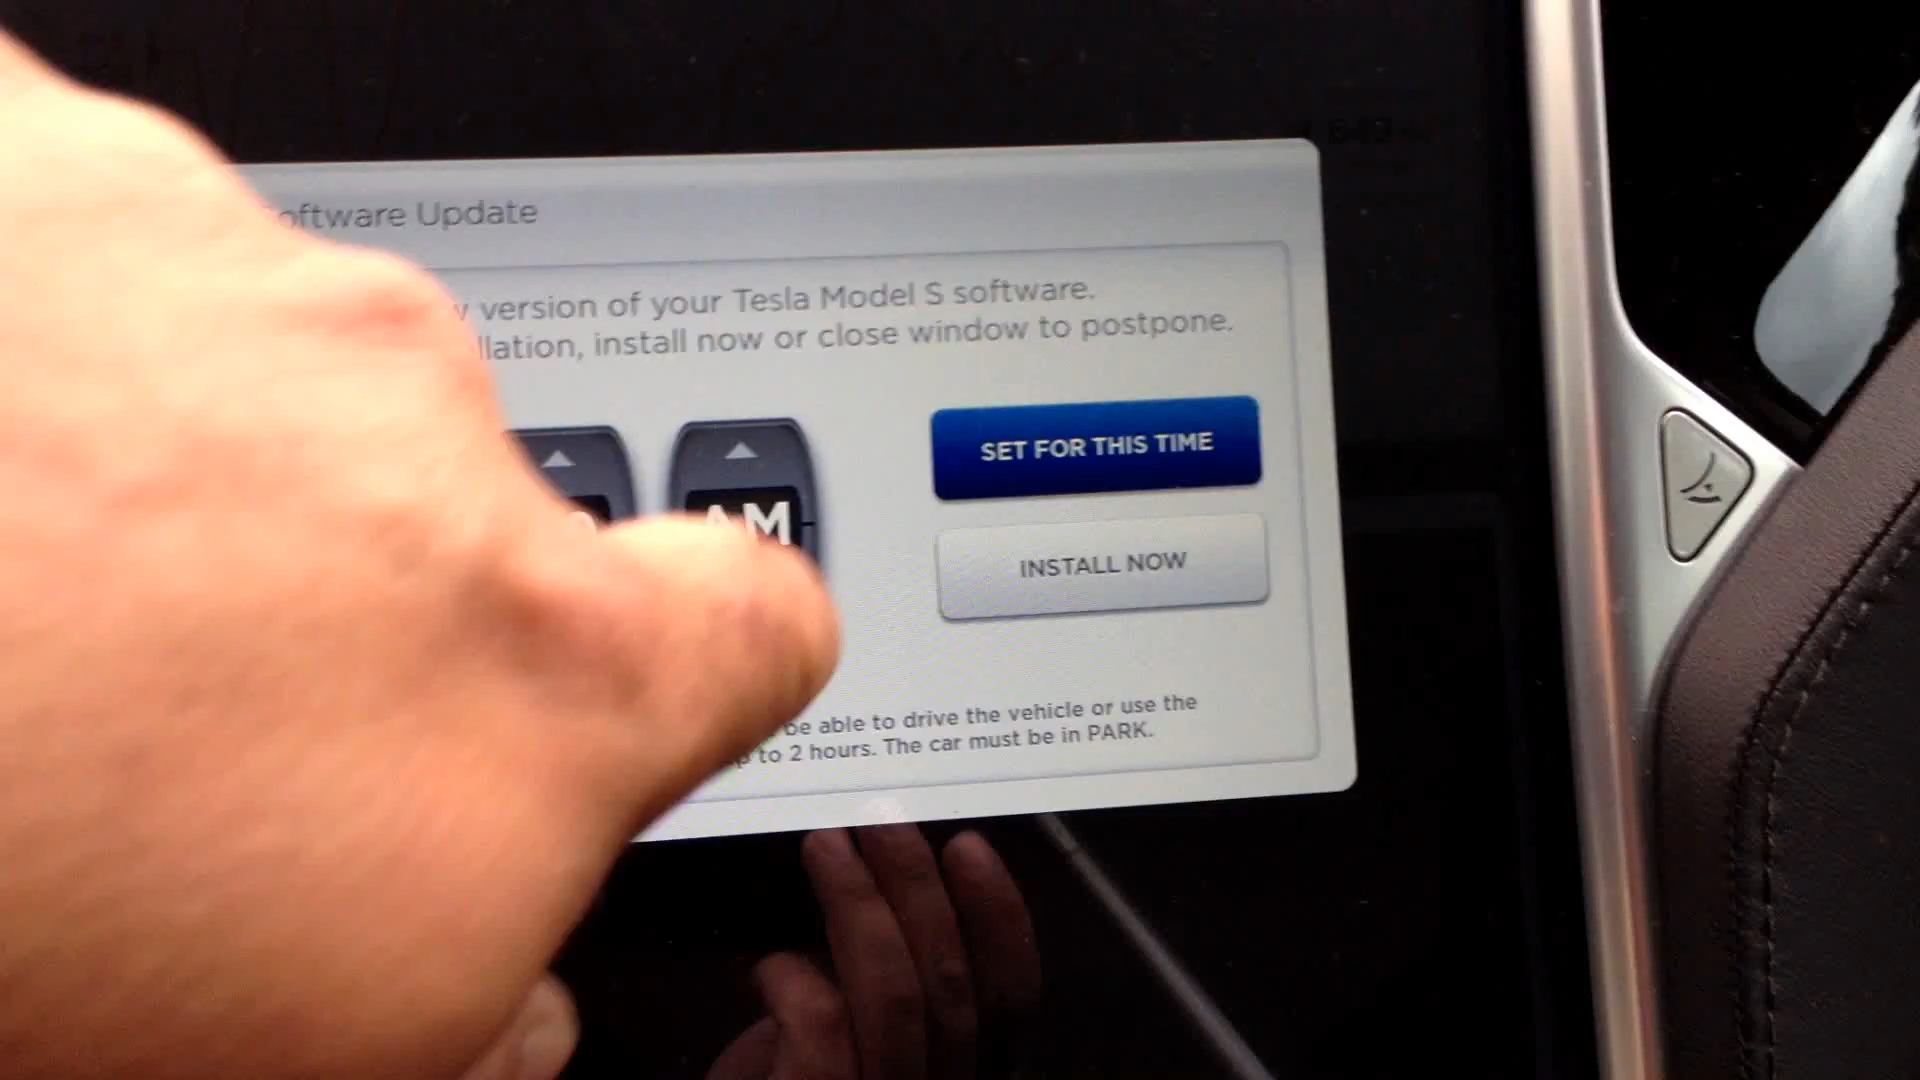 Software Update
version of your Tesla Model S software.
install now or close window to postpone.
AM
SET FOR THIS TIME
INSTALL NOW
be able to drive the vehicle or use the
to 2 hours. The car must be in PARK.